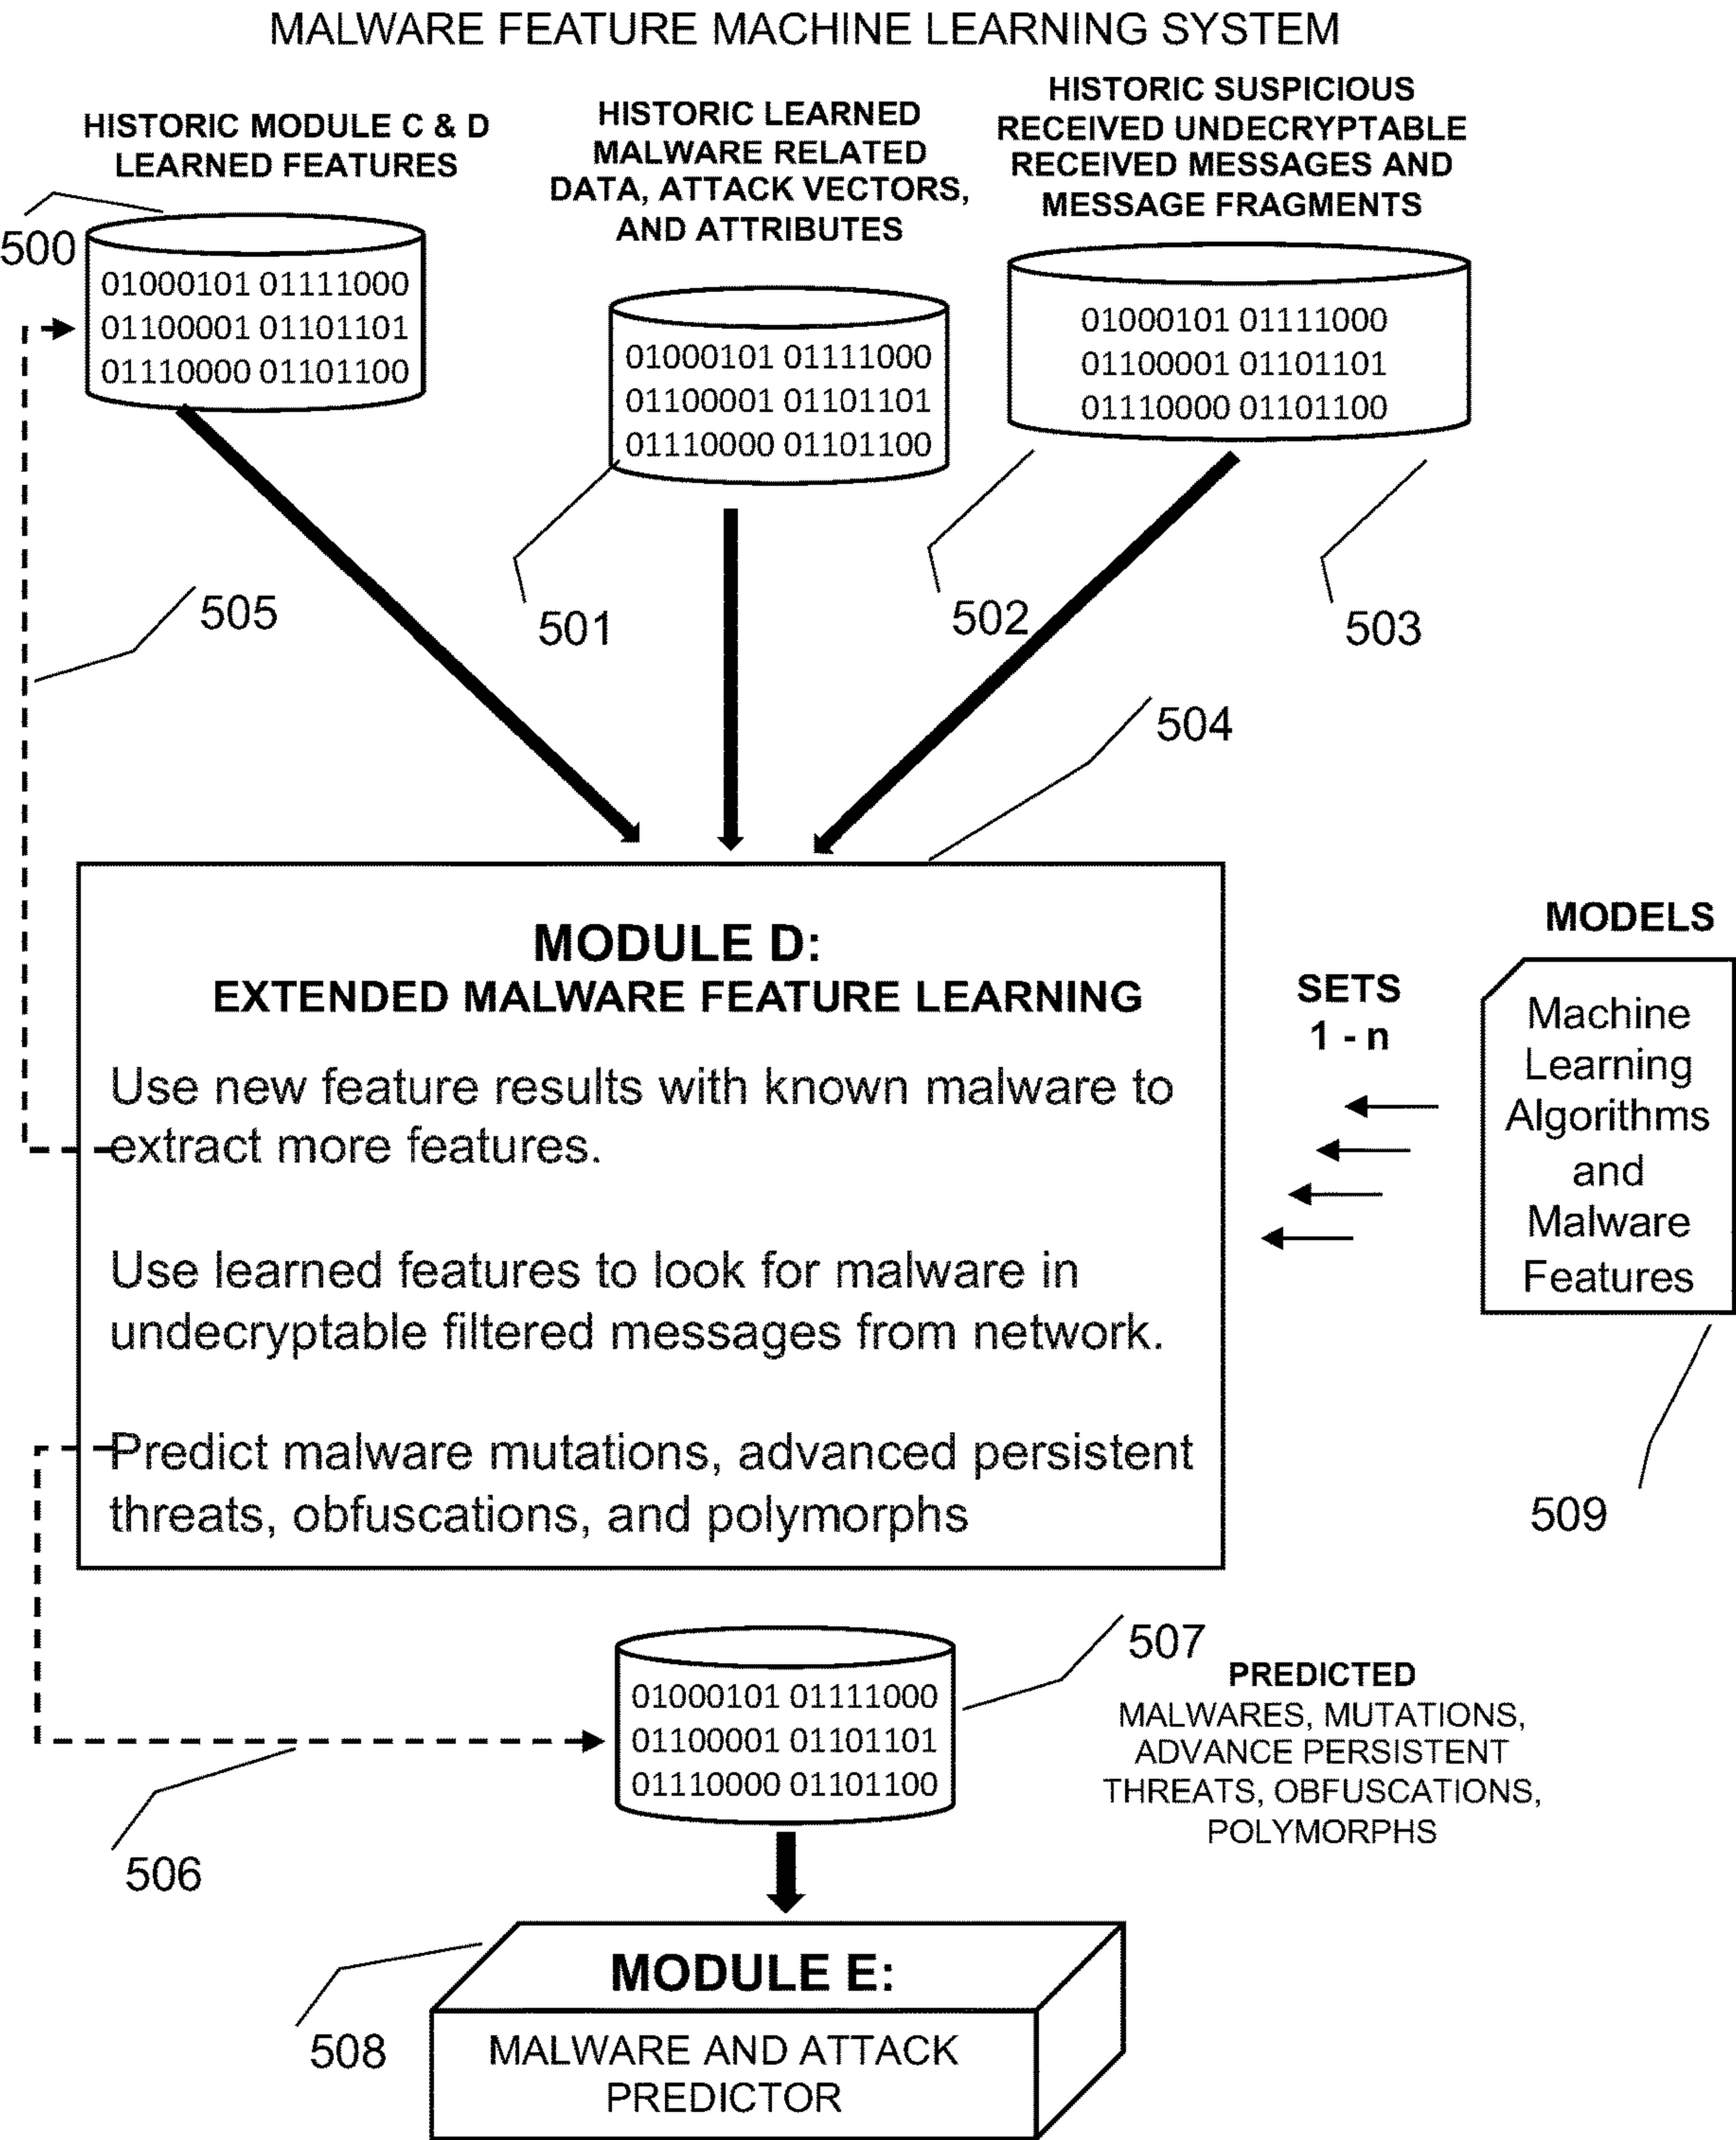 MALWARE FEATURE MACHINE LEARNING SYSTEM
HISTORIC MODULE C & D
LEARNED FEATURES
500
01000101 01111000
01100001 01101101
01110000 01101100
HISTORIC LEARNED
MALWARE RELATED
DATA, ATTACK VECTORS,
AND ATTRIBUTES
01000101 01111000
01100001 01101101
01110000 01101100
HISTORIC SUSPICIOUS
RECEIVED UNDECRYPTABLE
RECEIVED MESSAGES AND
MESSAGE FRAGMENTS
01000101 01111000
01100001 01101101
01110000 01101100
505
501
502
503
504
MODULE D:
EXTENDED MALWARE FEATURE LEARNING
Use new feature results with known malware to
extract more features.
Use learned features to look for malware in
undecryptable filtered messages from network.
Predict malware mutations, advanced persistent
threats, obfuscations, and polymorphs
SETS
1 - n
MODELS
Machine
Learning
Algorithms
and
Malware
Features
509
506
01000101 01111000
01100001 01101101
01110000 01101100
507
PREDICTED
MALWARES, MUTATIONS,
ADVANCE PERSISTENT
THREATS, OBFUSCATIONS,
POLYMORPHS
508
MODULE E:
MALWARE AND ATTACK
PREDICTOR